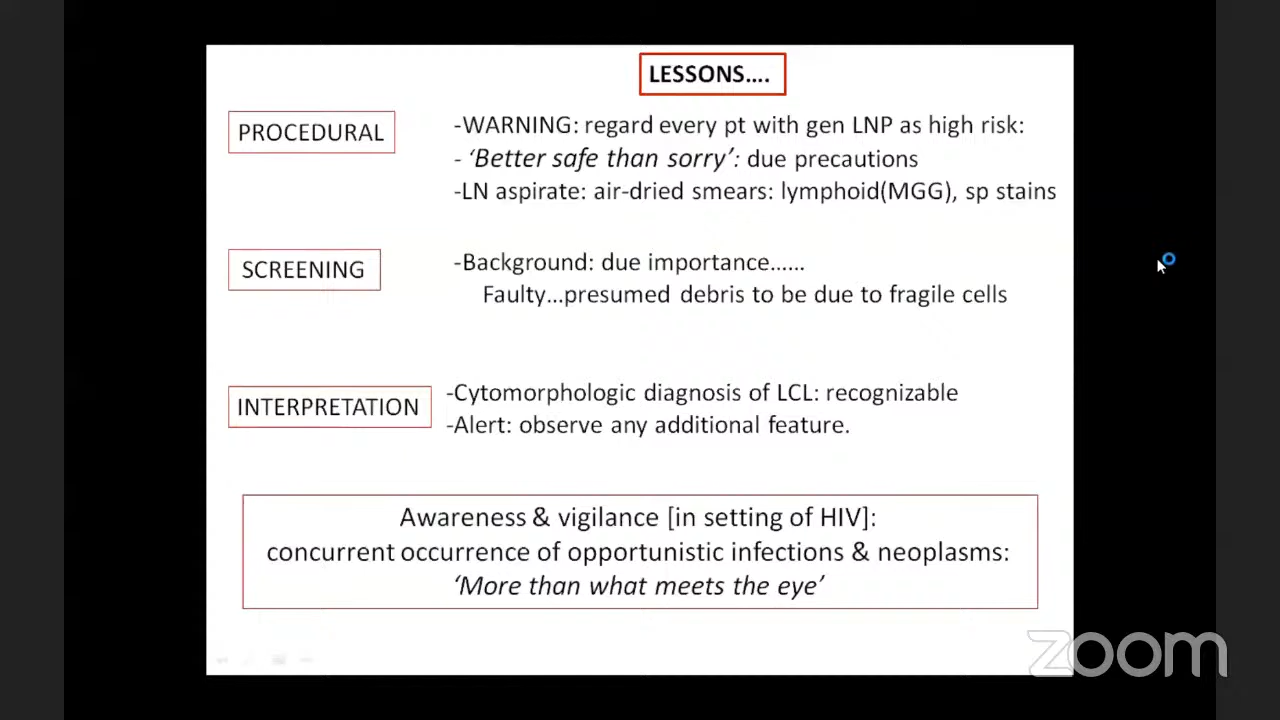 LESSONS....
PROCEDURAL
-WARNING: regard every pt with gen LNP as high risk:
- ‘Better safe than sorry’: due precautions
-LN aspirate: air-dried smears: lymphoid(MGG), sp stains
SCREENING
-Background: due importance......
Faulty...presumed debris to be due to fragile cells
INTERPRETATION
-Cytomorphologic diagnosis of LCL: recognizable
-Alert: observe any additional feature.
Awareness & vigilance [in setting of HIV]:
concurrent occurrence of opportunistic infections & neoplasms:
‘More than what meets the eye’
zoom